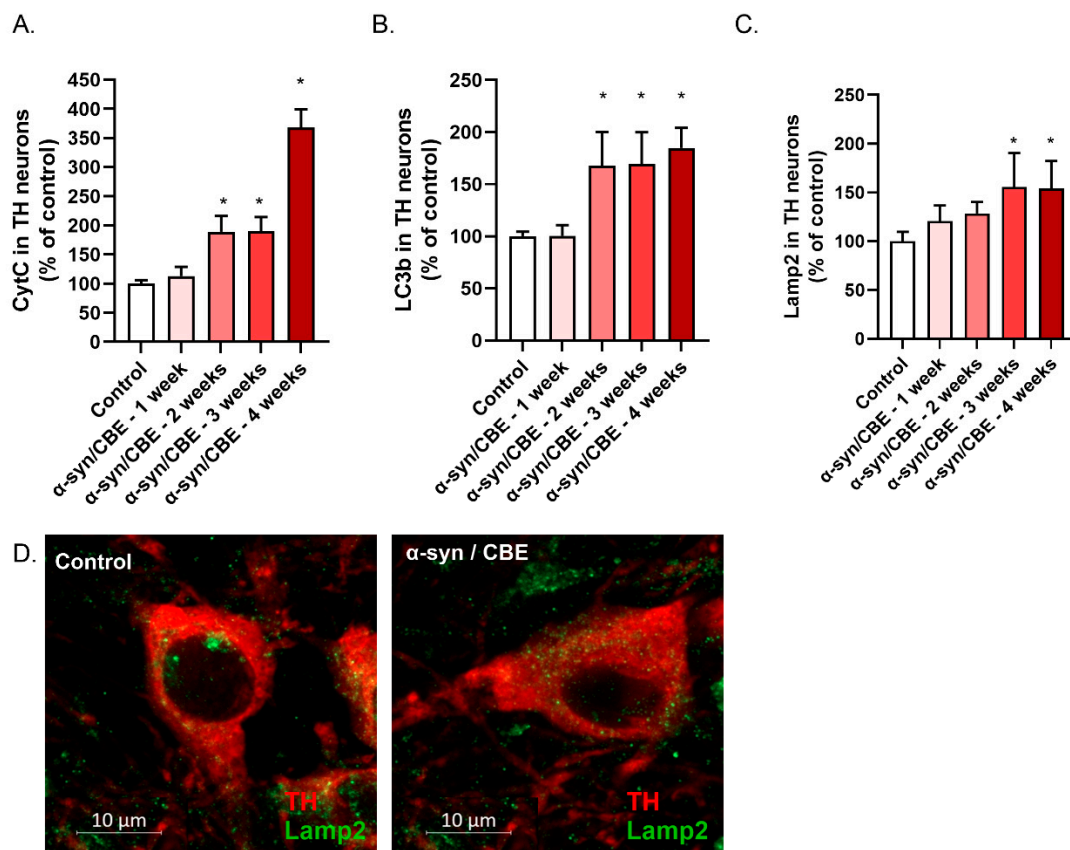 A.
CytC in TH neurons
(% of control)
450
400
350
300
250
200
150
100
50
0
*
*
*
Control
α-syn/CBE - 1 week
α-syn/CBE - 2 weeks
α-syn/CBE - 3 weeks
α-syn/CBE - 4 weeks
B.
LC3b in TH neurons
(% of control)
250
200
150
100
50
0
*
*
*
Control
α-syn/CBE - 1 week
α-syn/CBE - 2 weeks
α-syn/CBE - 3 weeks
α-syn/CBE - 4 weeks
C.
Lamp2 in TH neurons
(% of control)
250
200
150
100
50
0
*
*
Control
α-syn/CBE - 1 week
α-syn/CBE - 2 weeks
α-syn/CBE - 3 weeks
α-syn/CBE - 4 weeks
D.
Control
10 µm
TH
Lamp2
α-syn / CBE
10 µm
TH
Lamp2